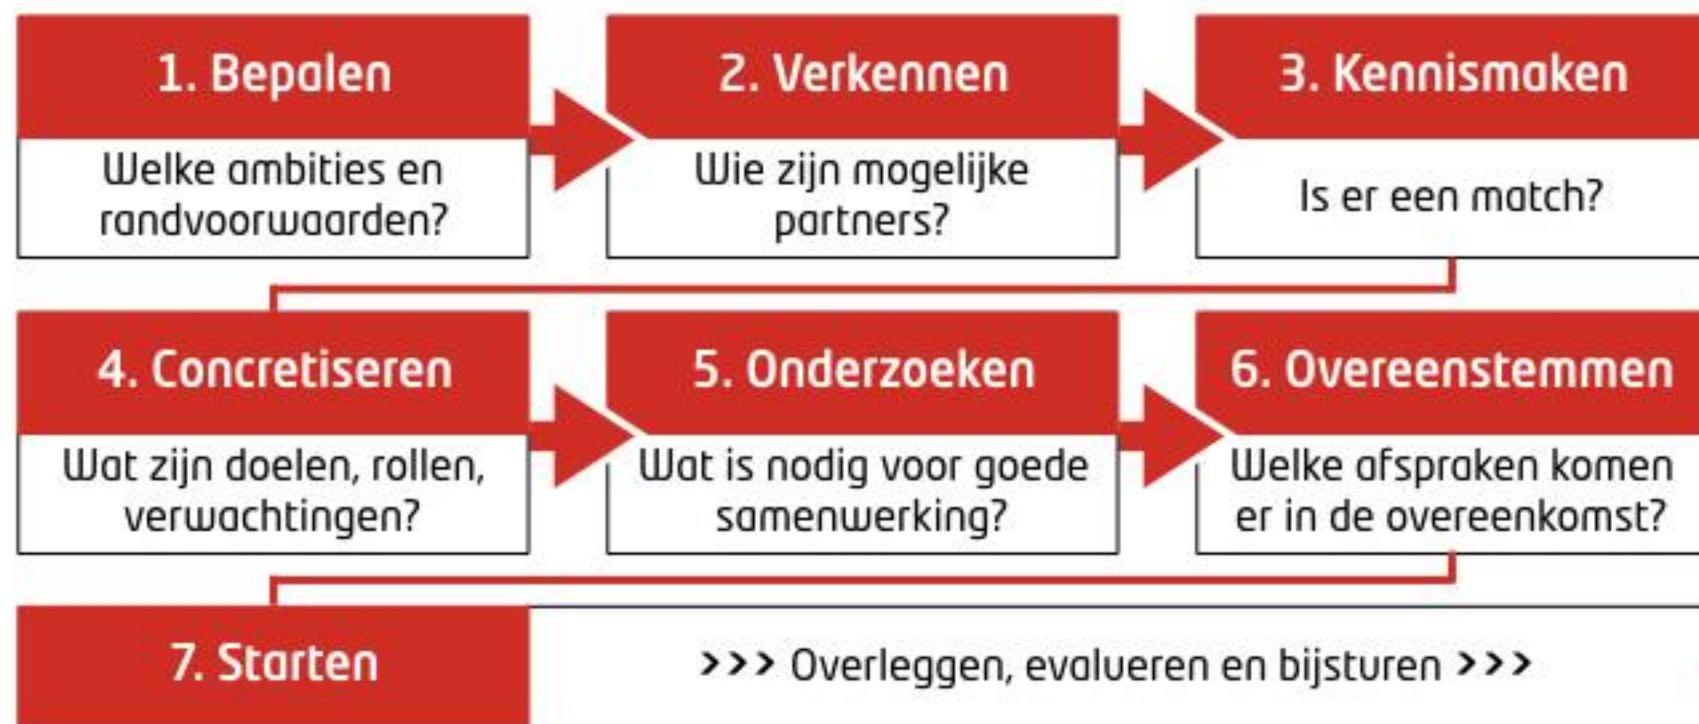 1. Bepalen
Welke ambities en
randvoorwaarden?
2. Verkennen
Wie zijn mogelijke
partners?
3. Kennismaken
Is er een match?
4. Concretiseren
Wat zijn doelen, rollen,
verwachtingen?
5. Onderzoeken
Wat is nodig voor goede
samenwerking?
6. Overeenstemmen
Welke afspraken komen
er in de overeenkomst?
7. Starten
>>> Overleggen, evalueren en bijsturen >>>